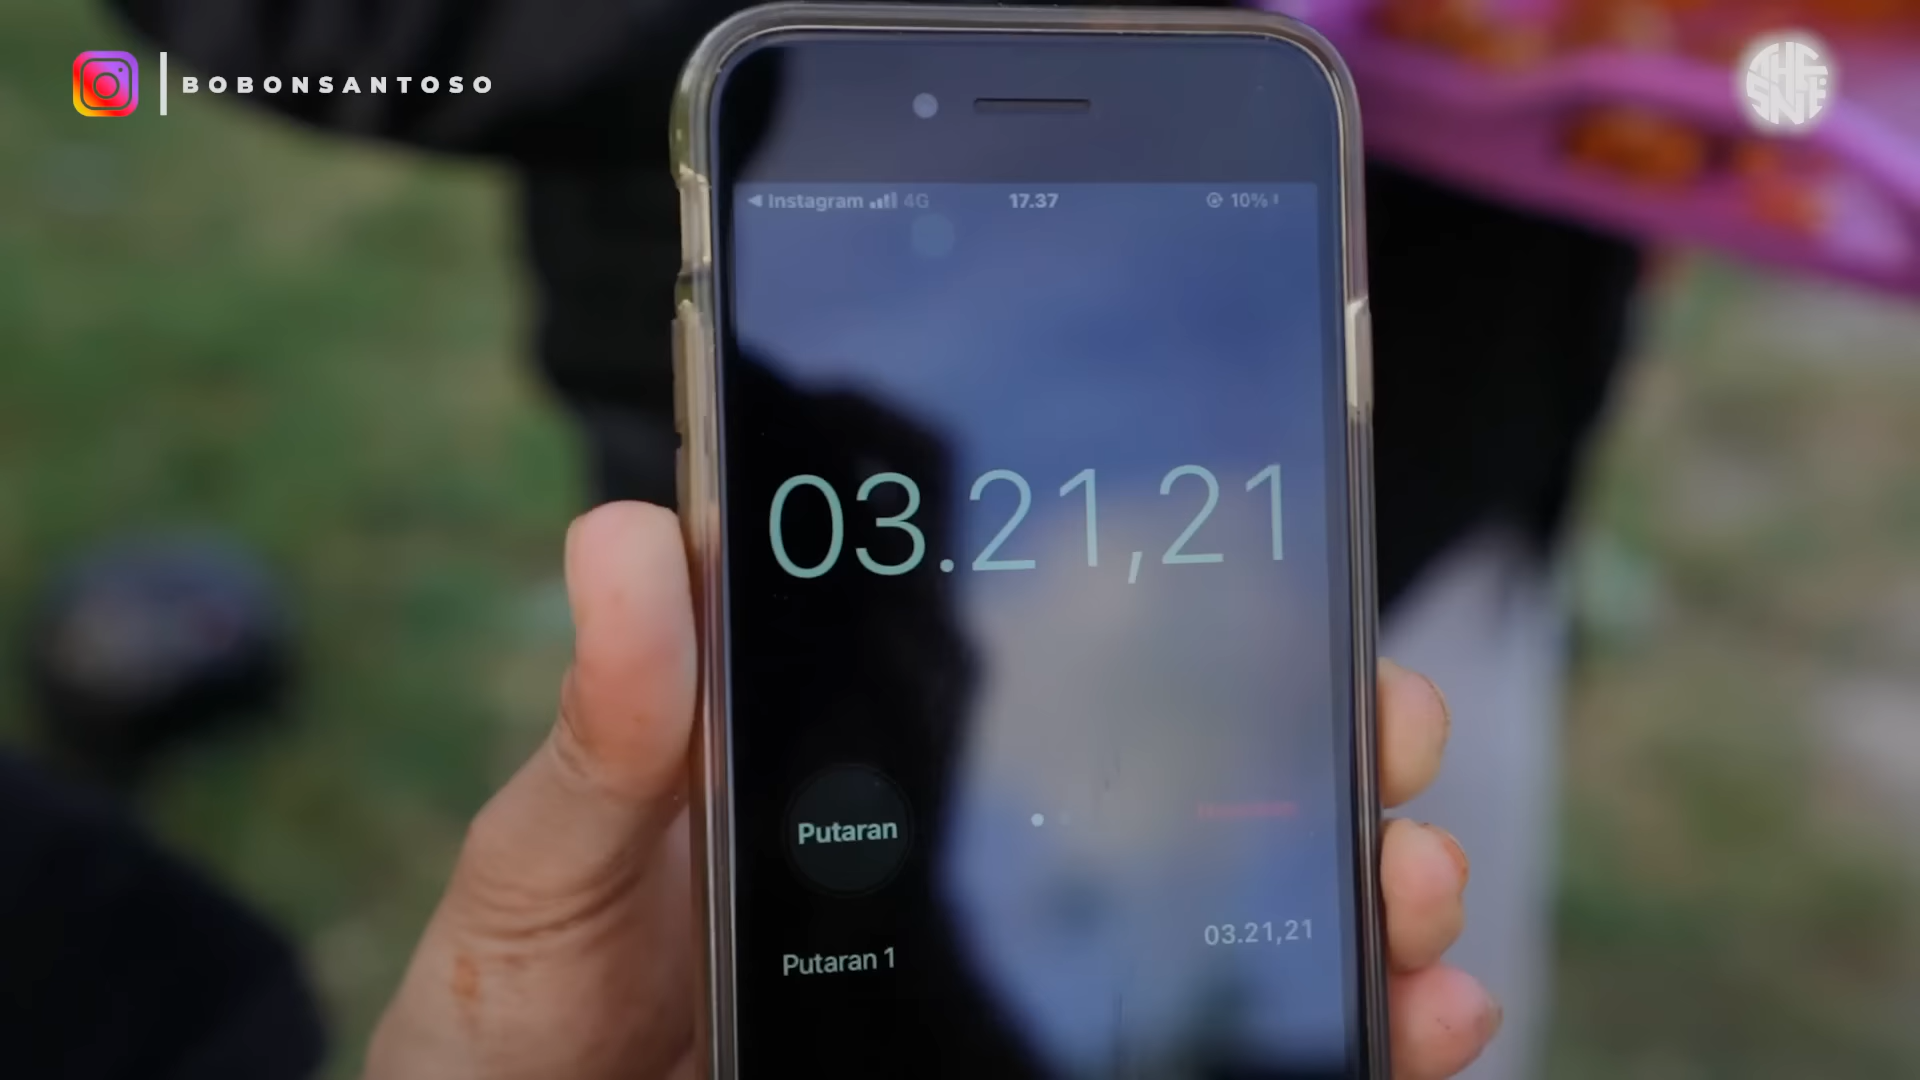 BOBONSANTOSO
Instagram 4G 17.37 10%
03.21,21
Putaran
Putaran 1 03.21,21